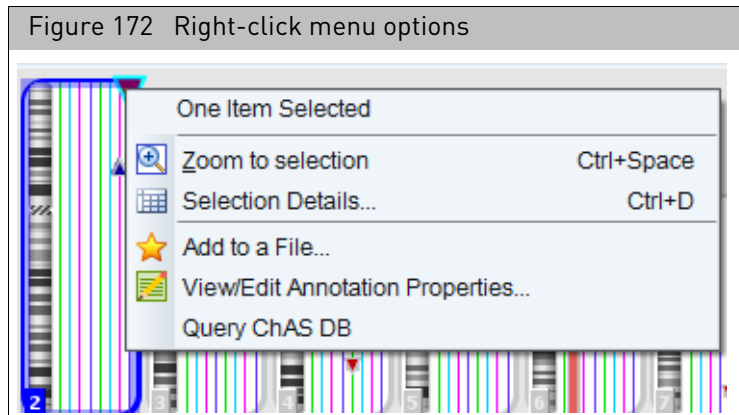 Figure 172 Right-click menu options
One Item Selected
Zoom to selection Ctrl+Space
Selection Details... Ctrl+D
Add to a File...
View/Edit Annotation Properties...
Query ChAS DB
2 3 4 5 6 7